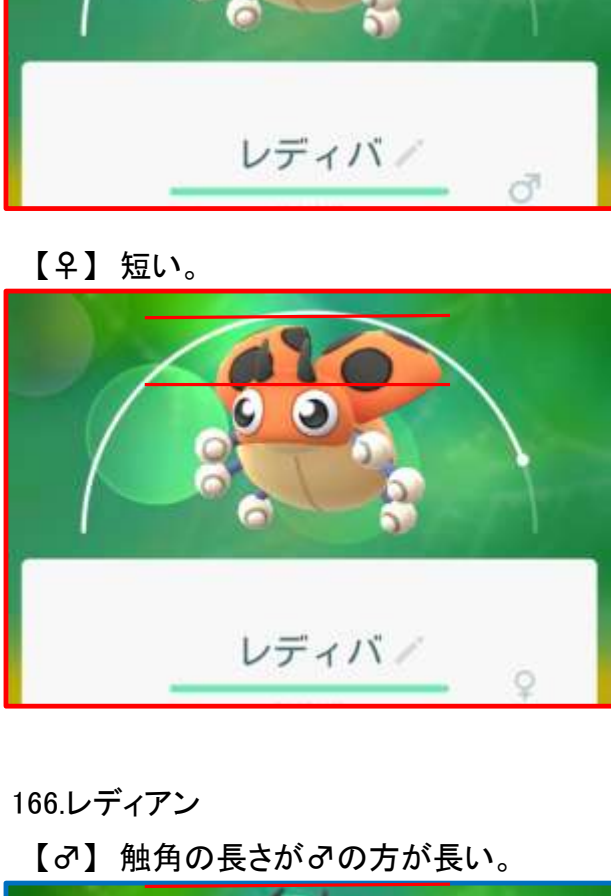 レディバ
♂
【♀】 短い。
レディバ
♀
166.レディアン
【♂】 触角の長さが♂の方が長い。